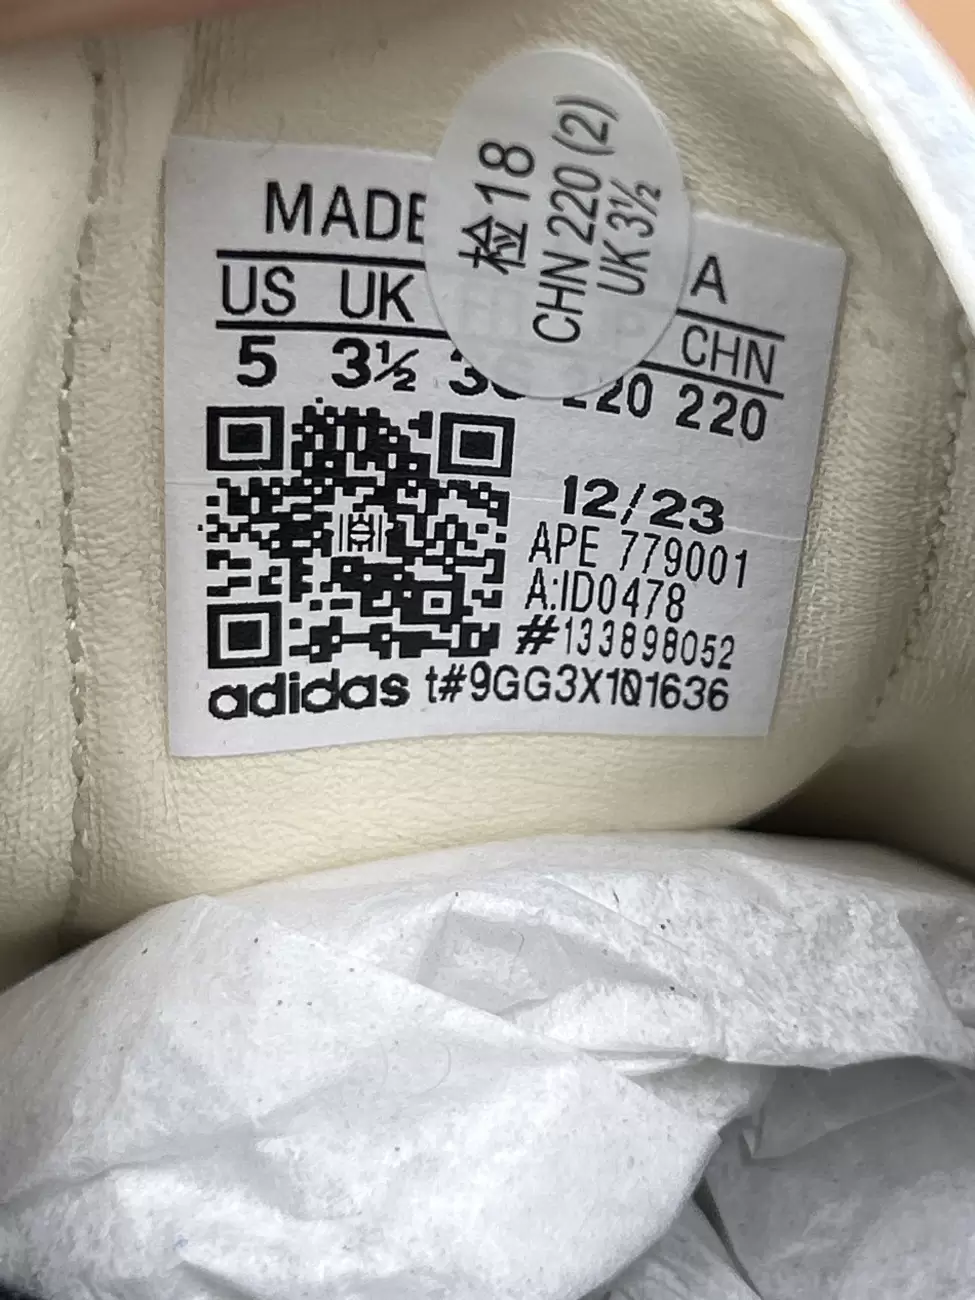 检18
CHN 220 (2)
UK 3½
MADE
A
US UK CHN
5 3½ 220 220
12/23
APE 779001
A:ID0478
#133898052
adidas t#9GG3X101636